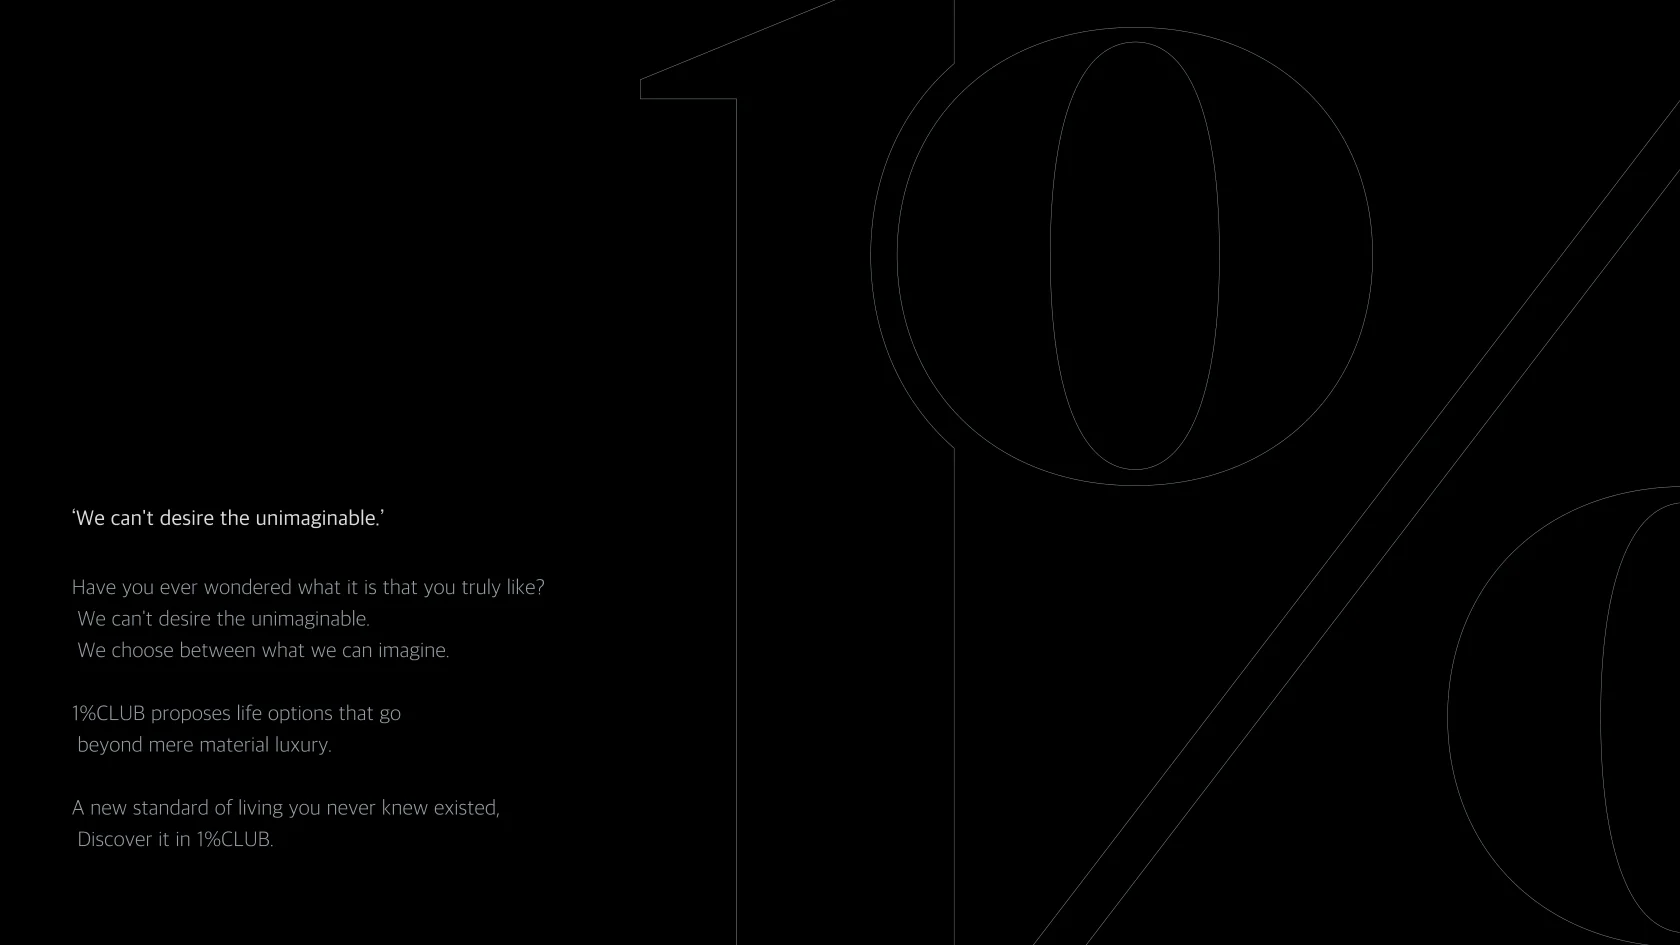 1%
‘We can't desire the unimaginable.’
Have you ever wondered what it is that you truly like?
We can't desire the unimaginable.
We choose between what we can imagine.
1%CLUB proposes life options that go
beyond mere material luxury.
A new standard of living you never knew existed,
Discover it in 1%CLUB.